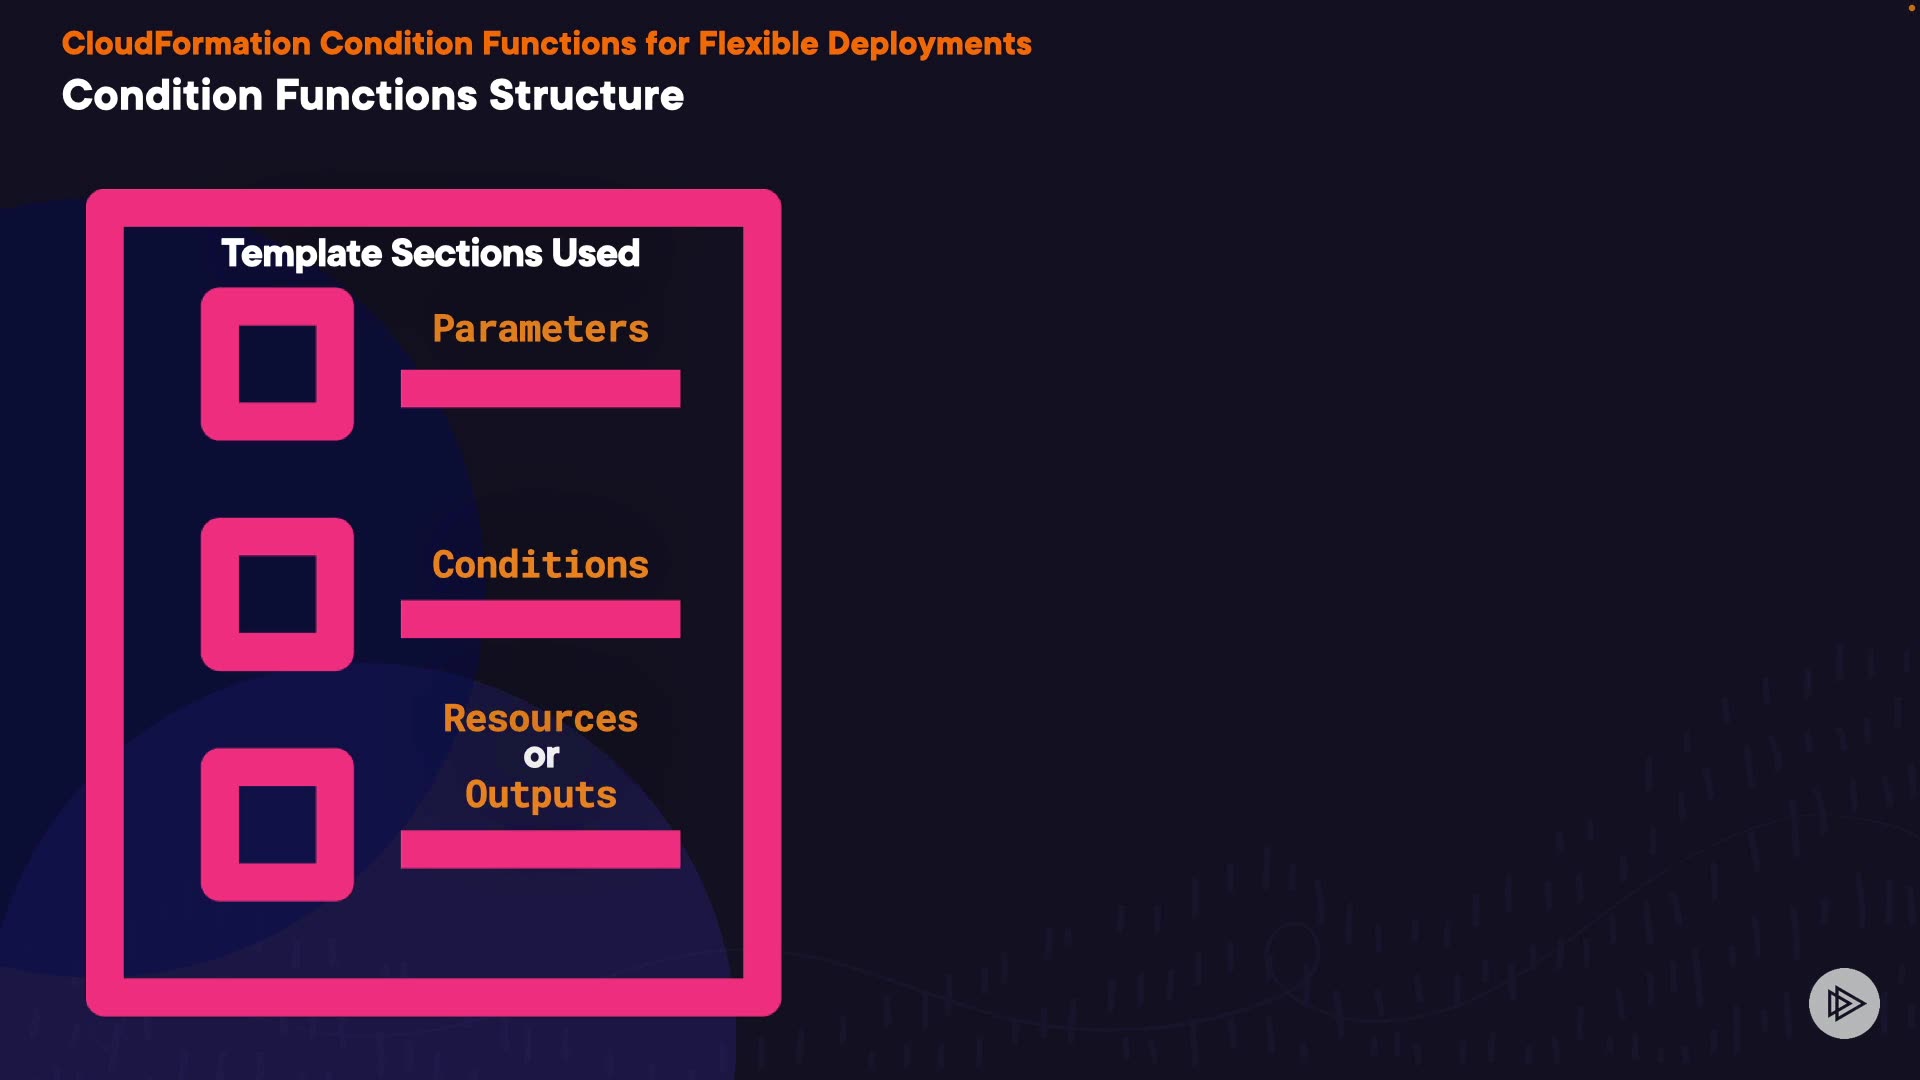 CloudFormation Condition Functions for Flexible Deployments
Condition Functions Structure
Template Sections Used
Parameters
Conditions
Resources
or
Outputs